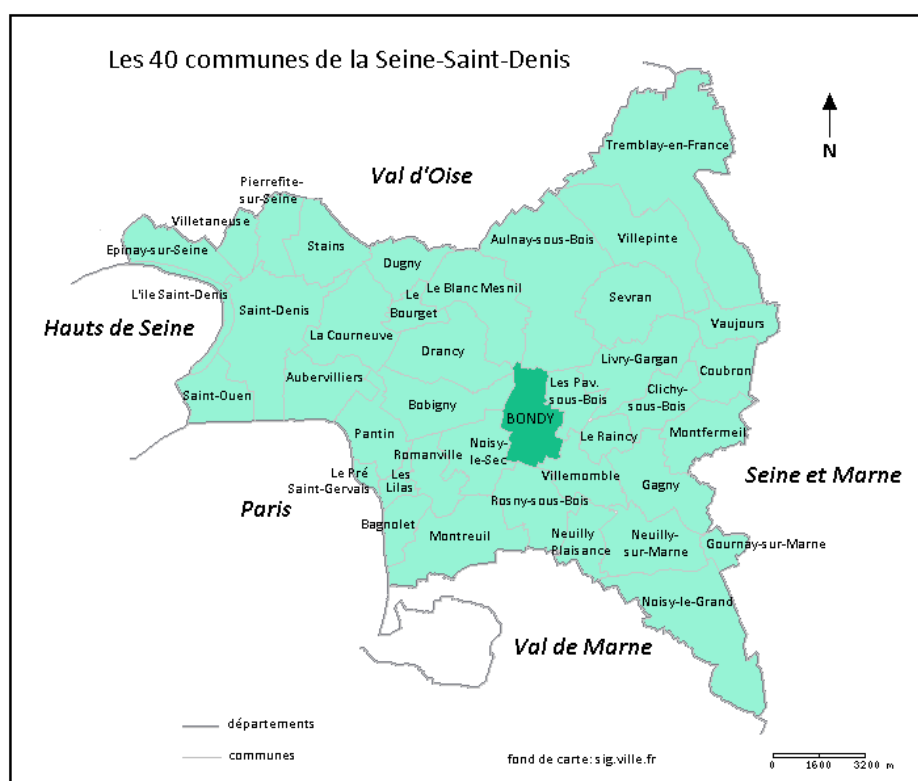 Les 40 communes de la Seine-Saint-Denis
N
Tremblay-en-France
Val d'Oise
Pierrefite-
sur-Seine
Villetaneuse
Epinay-sur-Seine
Stains
Aulnay-sous-Bois
Villepinte
Dugny
Le Blanc Mesnil
L'ile Saint-Denis
Saint-Denis
Le
Bourget
Sevran
Hauts de Seine
La Courneuve
Vaujours
Drancy
Livry-Gargan
Coubron
Aubervilliers
Les Pav.
sous-Bois
Clichy-
sous-Bois
Saint-Ouen
Bobigny
BONDY
Pantin
Noisy-
le-Sec
Le Raincy
Montfermeil
Romanville
Le Pré
Saint-Gervais
Les
Lilas
Villemomble
Gagny
Seine et Marne
Paris
Rosny-sous-Bois
Bagnolet
Montreuil
Neuilly
Plaisance
Neuilly-
sur-Marne
Gournay-sur-Marne
Noisy-le-Grand
Val de Marne
départements
communes
fond de carte: sig.ville.fr
0 1600 3200 m